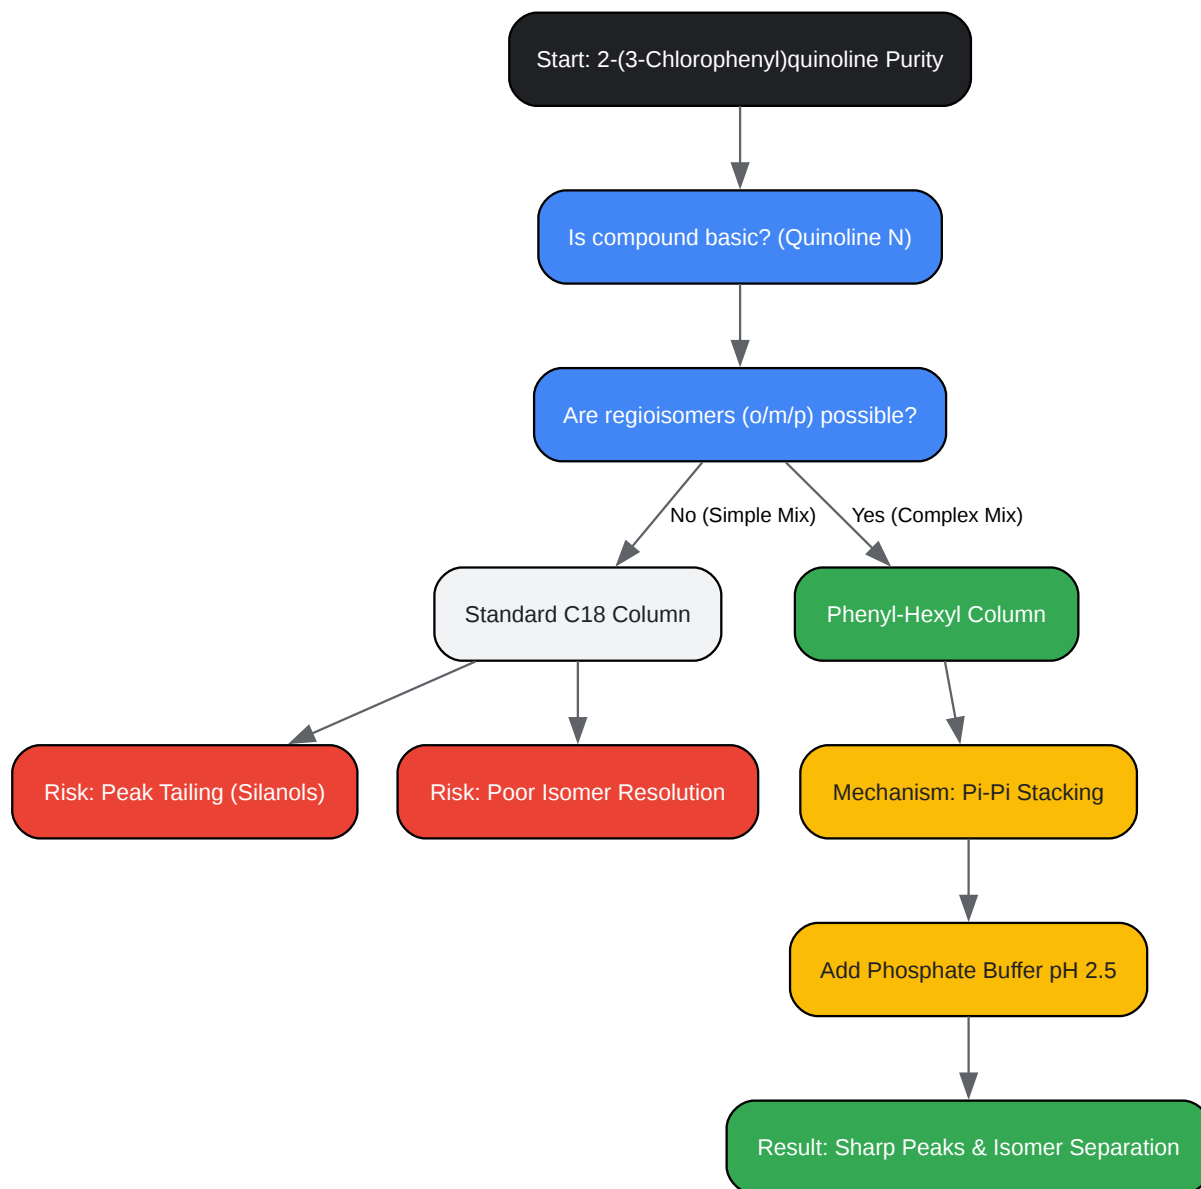 Start: 2-(3-Chlorophenyl)quinoline Purity
Is compound basic? (Quinoline N)
Are regioisomers (o/m/p) possible?
No (Simple Mix)
Yes (Complex Mix)
Standard C18 Column
Phenyl-Hexyl Column
Risk: Peak Tailing (Silanols)
Risk: Poor Isomer Resolution
Mechanism: Pi-Pi Stacking
Add Phosphate Buffer pH 2.5
Result: Sharp Peaks & Isomer Separation